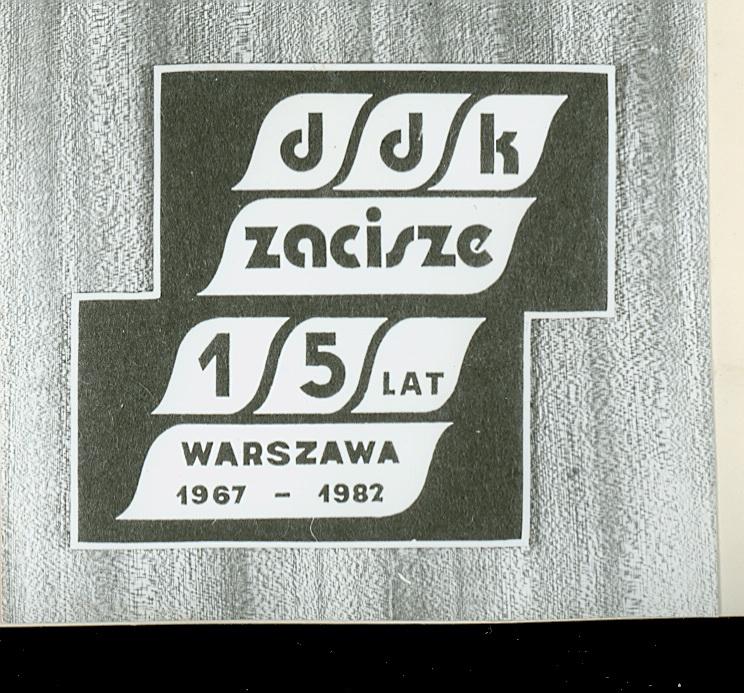 ddk
zacisze
15 LAT
WARSZAWA
1967 - 1982